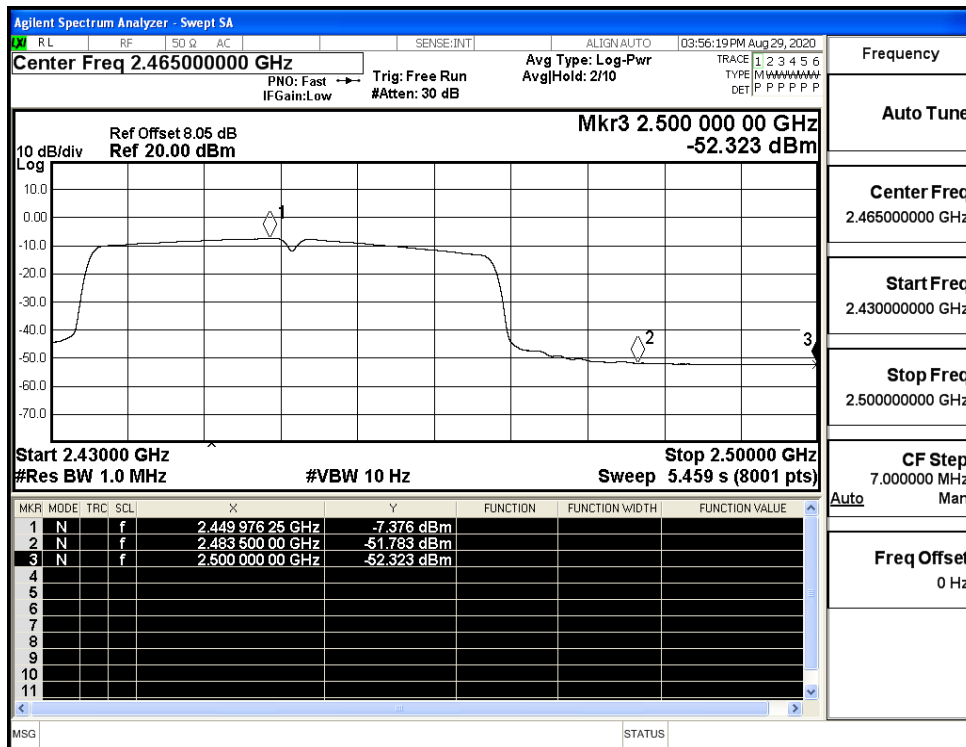 Agilent Spectrum Analyzer - Swept SA
LXI RL RF 50 Ω AC SENSE:INT ALIGN AUTO 03:56:19 PM Aug 29, 2020
Center Freq 2.465000000 GHz
PNO: Fast
IFGain:Low
Trig: Free Run
#Atten: 30 dB
Avg Type: Log-Pwr
Avg|Hold: 2/10
TRACE 1 2 3 4 5 6
TYPE M W W W W W
DET P P P P P P
Ref Offset 8.05 dB
10 dB/div Ref 20.00 dBm
Log
Mkr3 2.500 000 00 GHz
-52.323 dBm
10.0
0.00
-10.0
-20.0
-30.0
-40.0
-50.0
-60.0
-70.0
1
2
3
Start 2.43000 GHz Stop 2.50000 GHz
#Res BW 1.0 MHz #VBW 10 Hz Sweep 5.459 s (8001 pts)
MKR MODE TRC SCL X Y FUNCTION FUNCTION WIDTH FUNCTION VALUE
1 N f 2.449 976 25 GHz -7.376 dBm
2 N f 2.483 500 00 GHz -51.783 dBm
3 N f 2.500 000 00 GHz -52.323 dBm
4
5
6
7
8
9
10
11
MSG STATUS
Frequency
Auto Tune
Center Freq
2.465000000 GHz
Start Freq
2.430000000 GHz
Stop Freq
2.500000000 GHz
CF Step
7.000000 MHz
Auto Man
Freq Offset
0 Hz